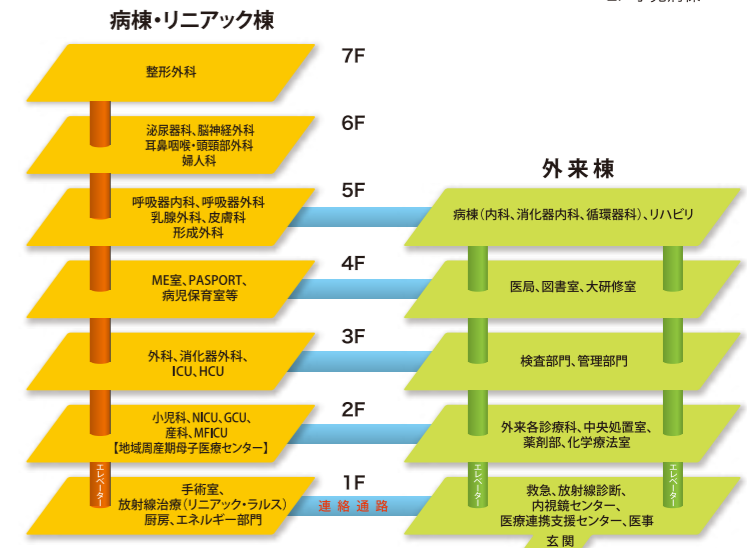 病棟・リニアック棟
7F
整形外科
6F
泌尿器科、脳神経外科
耳鼻咽喉・頭頸部外科
婦人科
外来棟
5F
呼吸器内科、呼吸器外科
乳腺外科、皮膚科
形成外科
病棟(内科、消化器内科、循環器科)、リハビリ
4F
ME室、PASPORT、
病児保育室等
医局、図書室、大研修室
3F
外科、消化器外科、
ICU、HCU
検査部門、管理部門
2F
小児科、NICU、GCU、
産科、MFICU
【地域周産期母子医療センター】
外来各診療科、中央処置室、
薬剤部、化学療法室
エレベーター
エレベーター
エレベーター
1F
連絡通路
手術室、
放射線治療(リニアック・ラルス)
厨房、エネルギー部門
救急、放射線診断、
内視鏡センター、
医療連携支援センター、医事
玄関